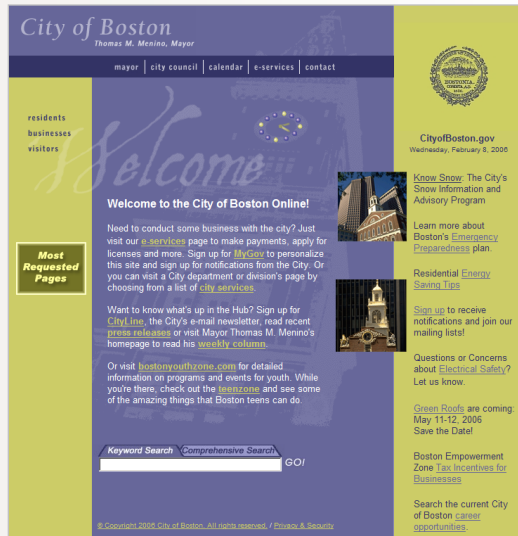 City of Boston
Thomas M. Menino, Mayor
mayor | city council | calendar | e-services | contact
residents
businesses
visitors
Welcome
Most
Requested
Pages
Welcome to the City of Boston Online!
Need to conduct some business with the city? Just
visit our e-services page to make payments, apply for
licenses and more. Sign up for MyGov to personalize
this site and sign up for notifications from the City. Or
you can visit a City department or division's page by
choosing from a list of city services.
Want to know what's up in the Hub? Sign up for
CityLine, the City's e-mail newsletter, read recent
press releases or visit Mayor Thomas M. Menino's
homepage to read his weekly column.
Or visit bostonyouthzone.com for detailed
information on programs and events for youth. While
you're there, check out the teenzone and see some
of the amazing things that Boston teens can do.
Keyword Search Comprehensive Search
GO!
© Copyright 2006 City of Boston. All rights reserved. / Privacy & Security
CityofBoston.gov
Wednesday, February 8, 2006
Know Snow: The City's
Snow Information and
Advisory Program
Learn more about
Boston's Emergency
Preparedness plan.
Residential Energy
Saving Tips
Sign up to receive
notifications and join our
mailing lists!
Questions or Concerns
about Electrical Safety?
Let us know.
Green Roofs are coming:
May 11-12, 2006
Save the Date!
Boston Empowerment
Zone Tax Incentives for
Businesses
Search the current City
of Boston career
opportunities.